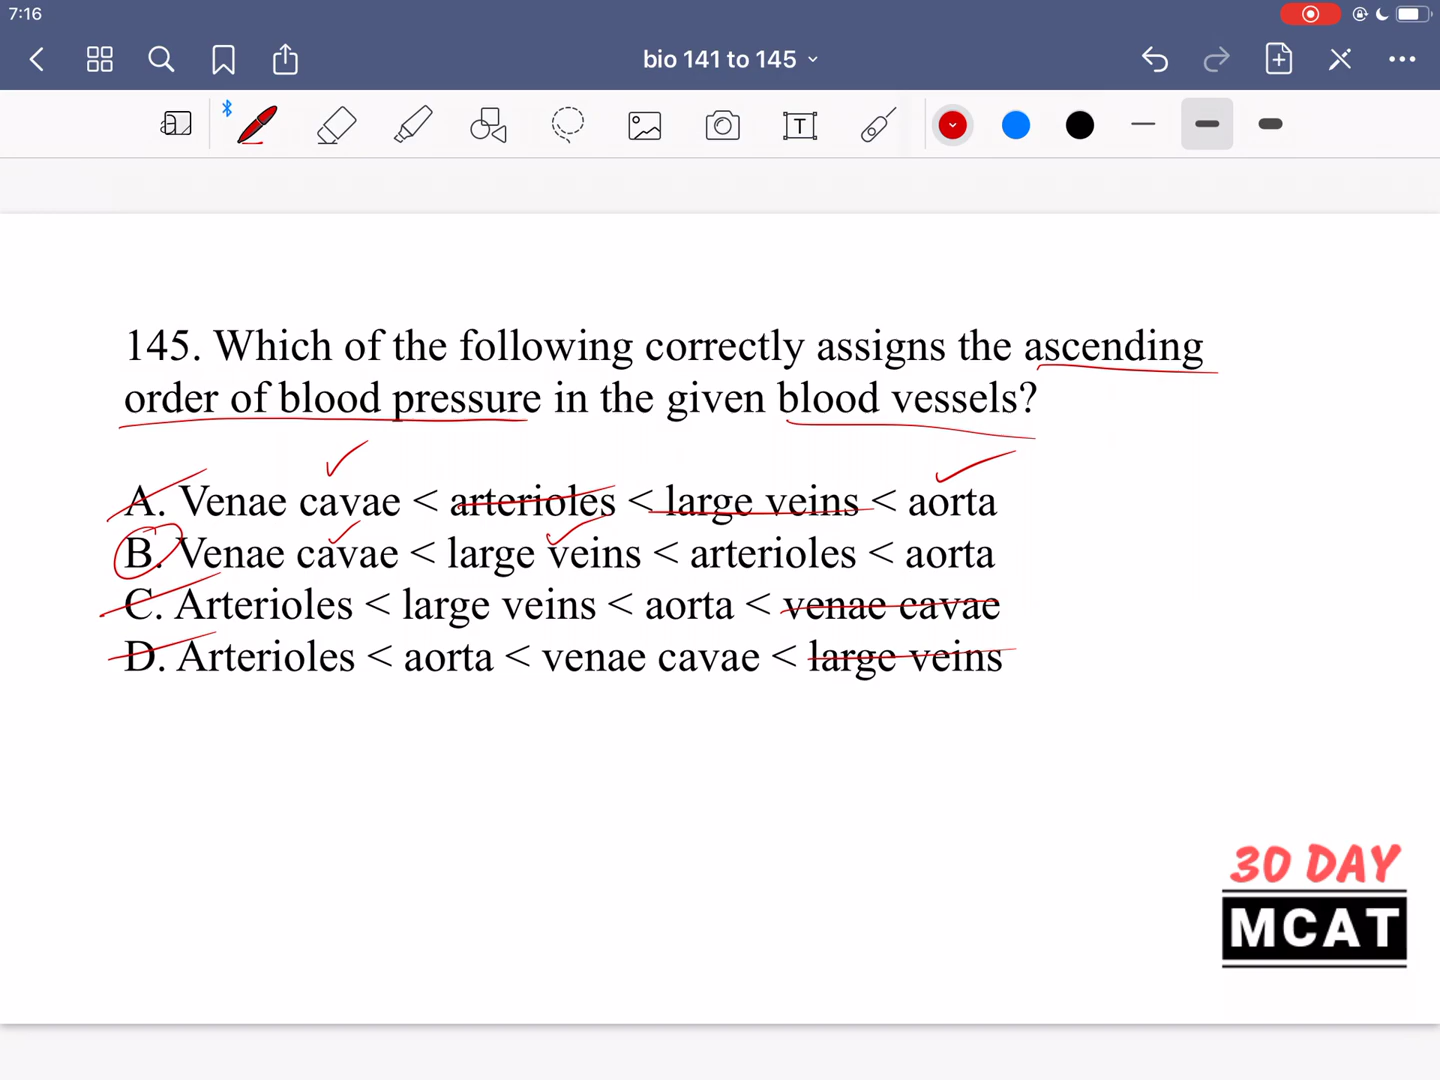 7:16
bio 141 to 145
T
145. Which of the following correctly assigns the ascending
order of blood pressure in the given blood vessels?
A. Venae cavae < arterioles < large veins < aorta
B. Venae cavae < large veins < arterioles < aorta
C. Arterioles < large veins < aorta < venae cavae
D. Arterioles < aorta < venae cavae < large veins
30 DAY
MCAT